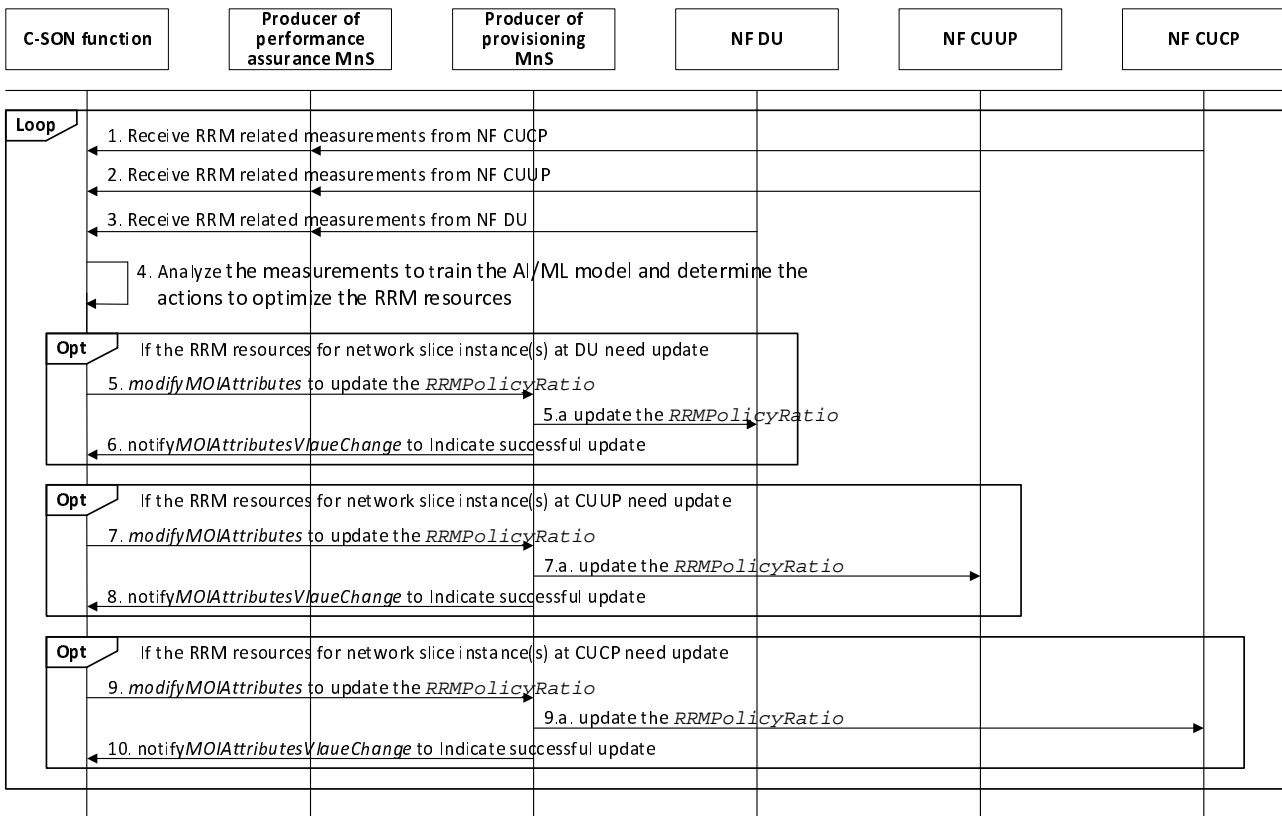 C-SON function
Producer of
performance
assurance MnS
Producer of
provisioning
MnS
NF DU
NF CUUP
NF CUCP
Loop
1. Receive RRM related measurements from NF CUCP
2. Receive RRM related measurements from NF CUUP
3. Receive RRM related measurements from NF DU
4. Analyze the measurements to train the AI/ML model and determine the
actions to optimize the RRM resources
Opt
If the RRM resources for network slice instance(s) at DU need update
5. modifyMOIAttributes to update the RRMPolicyRatio
5.a update the RRMPolicyRatio
6. notifyMOIAttributesVlaueChange to Indicate successful update
Opt
If the RRM resources for network slice instance(s) at CUUP need update
7. modifyMOIAttributes to update the RRMPolicyRatio
7.a. update the RRMPolicyRatio
8. notifyMOIAttributesVlaueChange to Indicate successful update
Opt
If the RRM resources for network slice instance(s) at CUCP need update
9. modifyMOIAttributes to update the RRMPolicyRatio
9.a. update the RRMPolicyRatio
10. notifyMOIAttributesVlaueChange to Indicate successful update